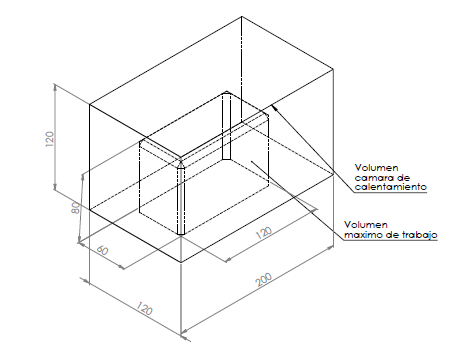 120
80
60
120
120
200
Volumen
camara de
calentamiento
Volumen
maximo de trabajo